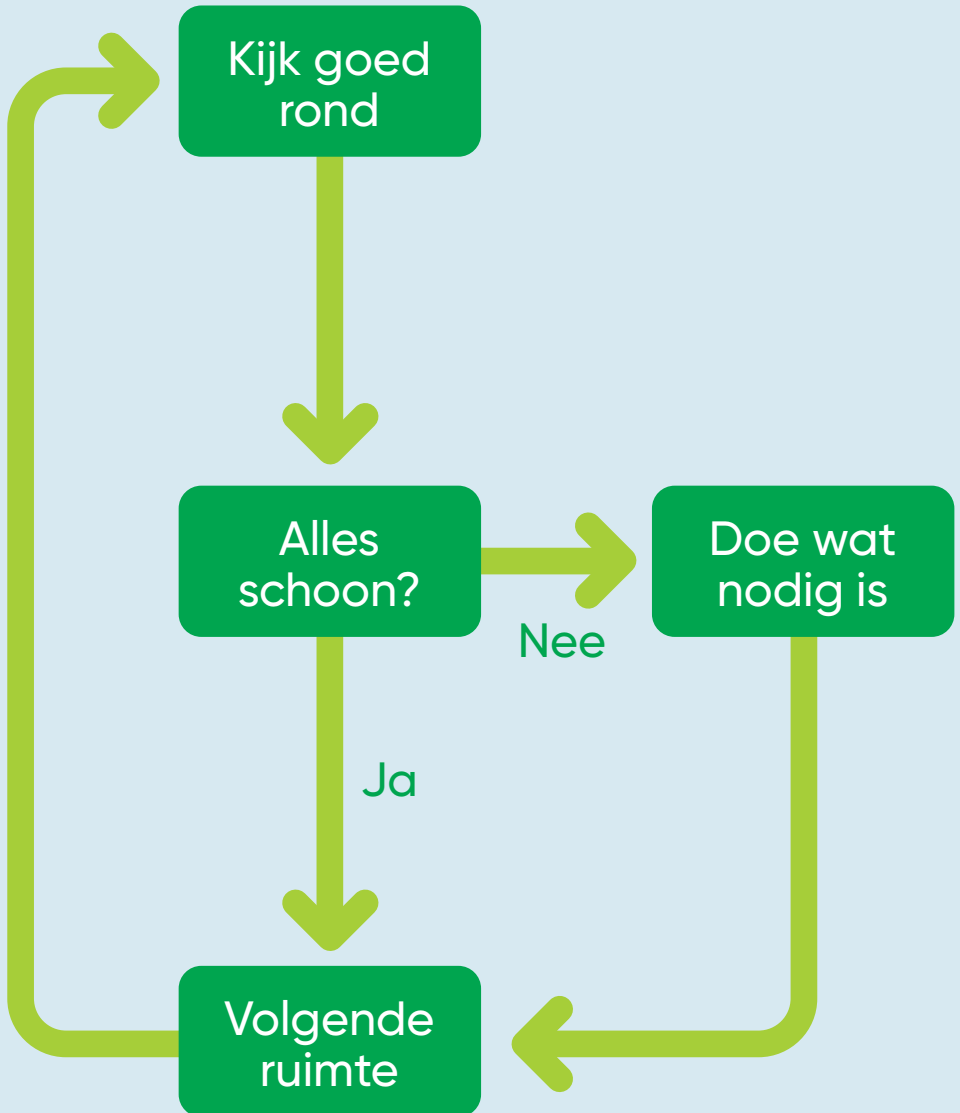 Kijk goed
rond
Alles
schoon?
Nee
Doe wat
nodig is
Ja
Volgende
ruimte